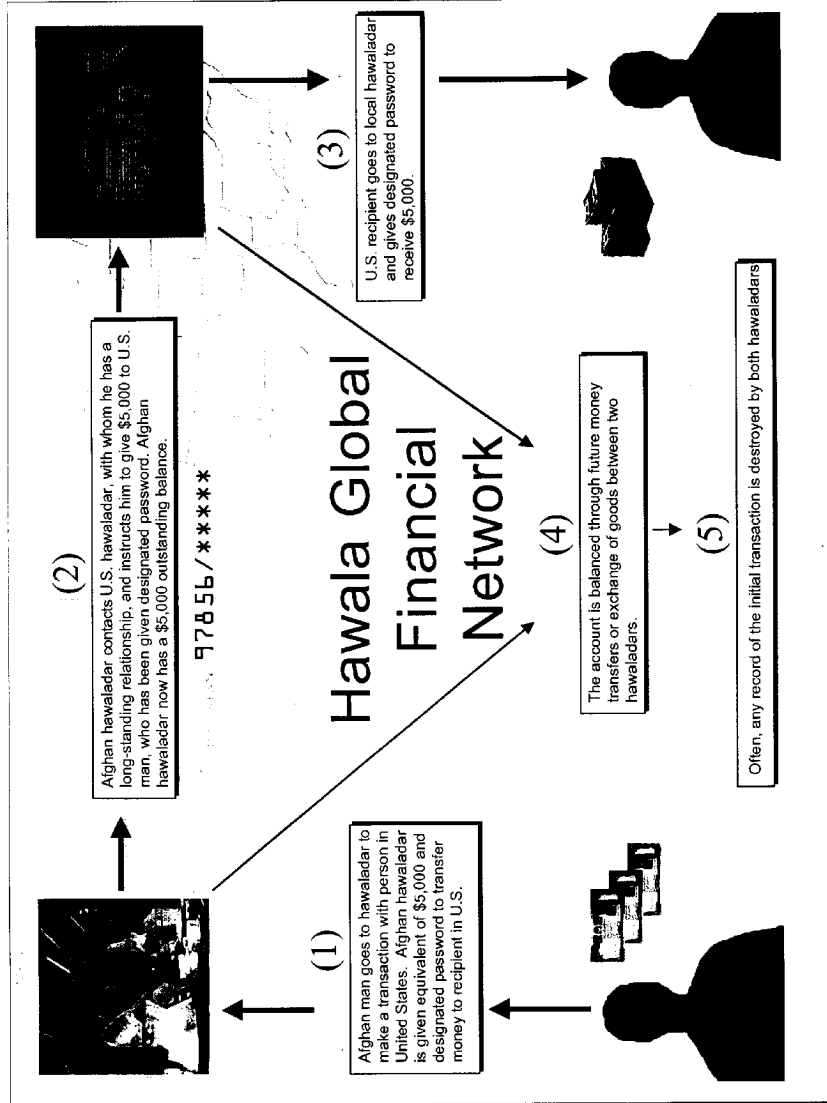 (2)
Afghan hawaladar contacts U.S. hawaladar, with whom he has a
long-standing relationship, and instructs him to give $5,000 to U.S.
man, who has been given designated password. Afghan
hawaladar now has a $5,000 outstanding balance.
97856/*****
Hawala Global
Financial
Network
(1)
Afghan man goes to hawaladar to
make a transaction with person in
United States. Afghan hawaladar
is given equivalent of $5,000 and
designated password to transfer
money to recipient in U.S.
(3)
U.S. recipient goes to local hawaladar
and gives designated password to
receive $5,000.
(4)
The account is balanced through future money
transfers or exchange of goods between two
hawaladars.
(5)
Often, any record of the initial transaction is destroyed by both hawaladars